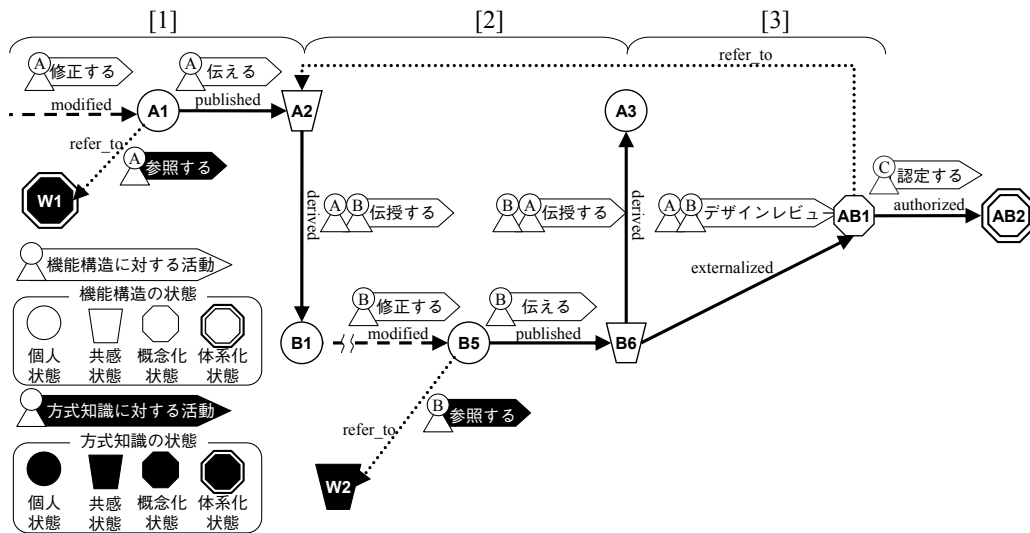 [1]
[2]
[3]
refer_to
A
修正する
A
伝える
modified
A1
published
A2
A3
refer_to
A
参照する
W1
derived
A
B
伝授する
B
A
伝授する
derived
A
B
デザインレビュー
AB1
C
認定する
authorized
AB2
externalized
機能構造に対する活動
機能構造の状態
個人
状態
共感
状態
概念化
状態
体系化
状態
B1
B
修正する
modified
B5
B
伝える
published
B6
方式知識に対する活動
方式知識の状態
個人
状態
共感
状態
概念化
状態
体系化
状態
refer_to
B
参照する
W2